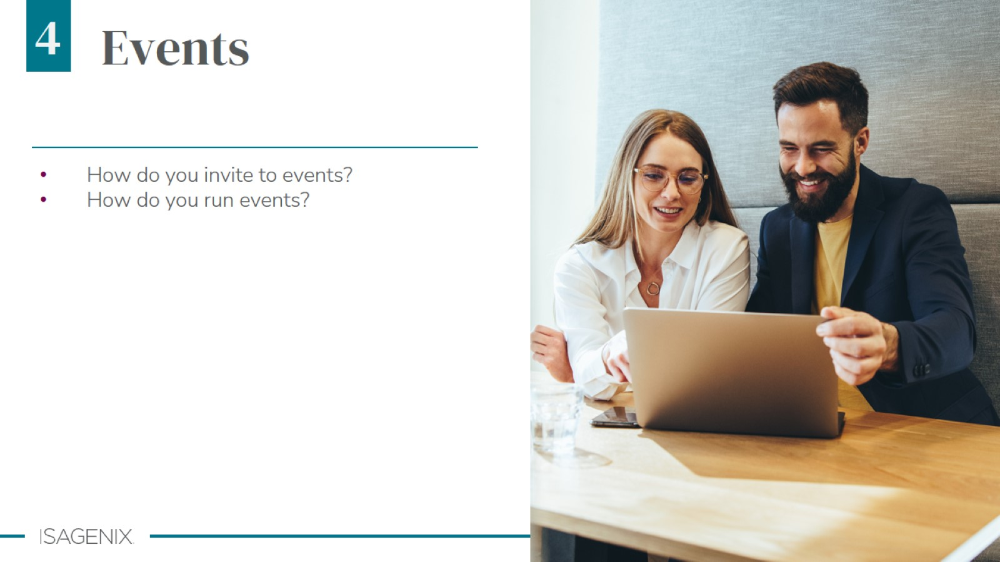 4
Events
• How do you invite to events?
• How do you run events?
ISAGENIX